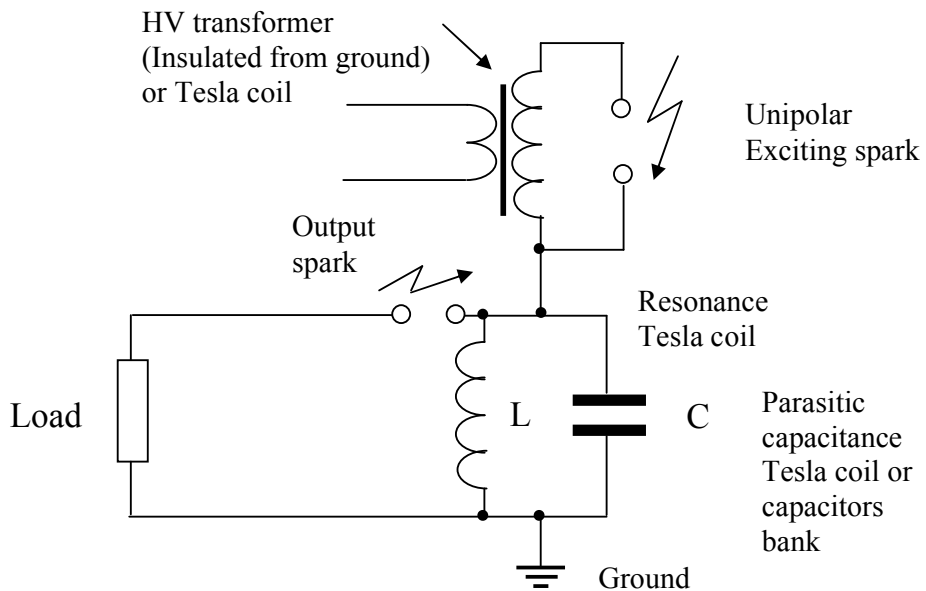 HV transformer
(Insulated from ground)
or Tesla coil
Unipolar
Exciting spark
Output
spark
Resonance
Tesla coil
Load
L
C
Parasitic
capacitance
Tesla coil or
capacitors
bank
Ground